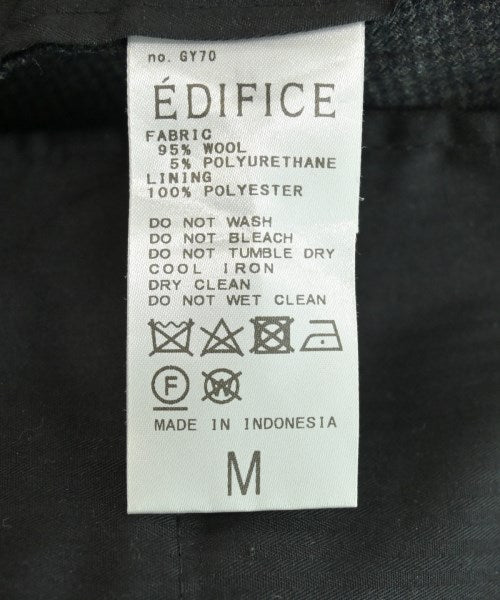 no. GY70
ÉDIFICE
FABRIC
95% WOOL
5% POLYURETHANE
LINING
100% POLYESTER
DO NOT WASH
DO NOT BLEACH
DO NOT TUMBLE DRY
COOL IRON
DRY CLEAN
DO NOT WET CLEAN
F W
MADE IN INDONESIA
M